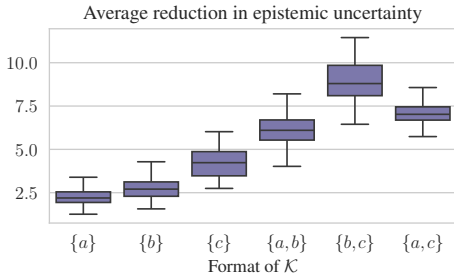 Average reduction in epistemic uncertainty
10.0
7.5
5.0
2.5
{a} {b} {c} {a, b} {b, c} {a, c}
Format of 𝒦